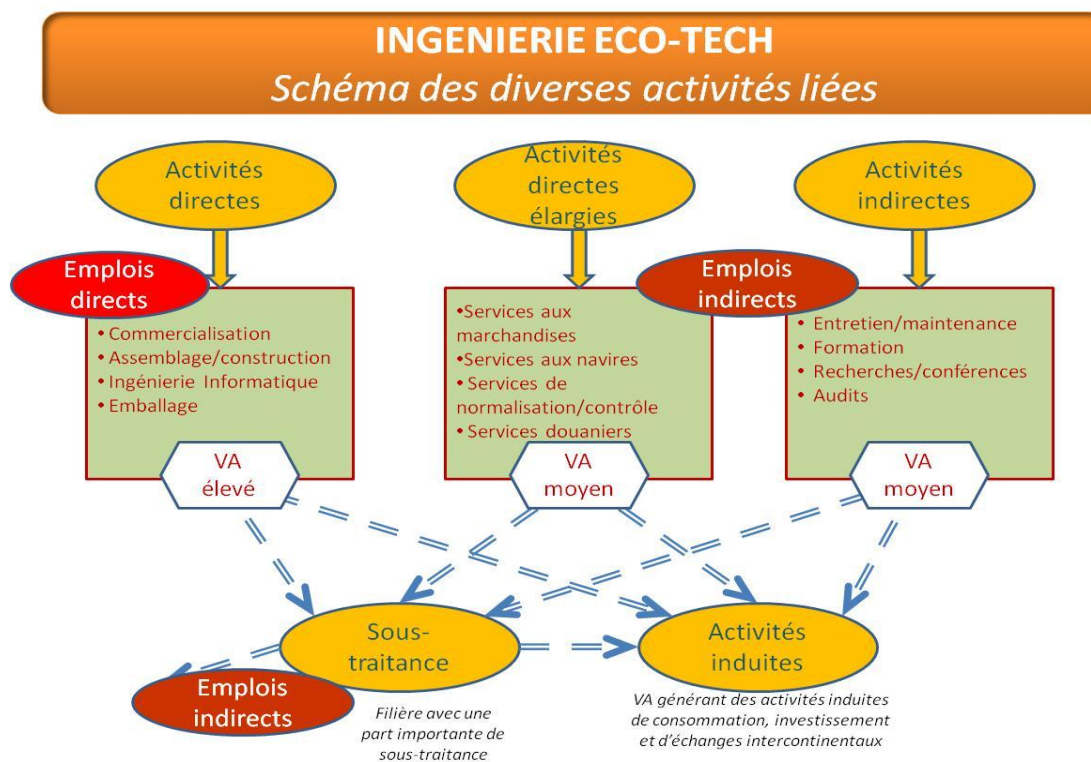 INGENIERIE ECO-TECH
Schéma des diverses activités liées
Activités
directes
Activités
directes
élargies
Activités
indirectes
Emplois
directs
Emplois
indirects
• Commercialisation
• Assemblage/construction
• Ingénierie Informatique
• Emballage
•Services aux
marchandises
•Services aux navires
• Services de
normalisation/contrôle
• Services douaniers
• Entretien/maintenance
• Formation
• Recherches/conférences
• Audits
VA
élevé
VA
moyen
VA
moyen
Sous-
traitance
Activités
induites
Emplois
indirects
Filière avec une
part importante de
sous-traitance
VA générant des activités induites
de consommation, investissement
et d'échanges intercontinentaux